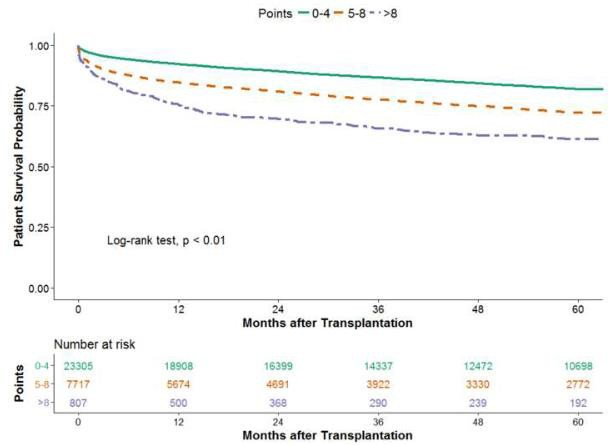 Points 0-4 5-8 >8
Patient Survival Probability
1.00
0.75
0.50
0.25
0.00
Log-rank test, p < 0.01
0 12 24 36 48 60
Months after Transplantation
Number at risk
Points
0-4 23305 18908 16399 14337 12472 10698
5-8 7717 5674 4691 3922 3330 2772
>8 807 500 368 290 239 192
0 12 24 36 48 60
Months after Transplantation